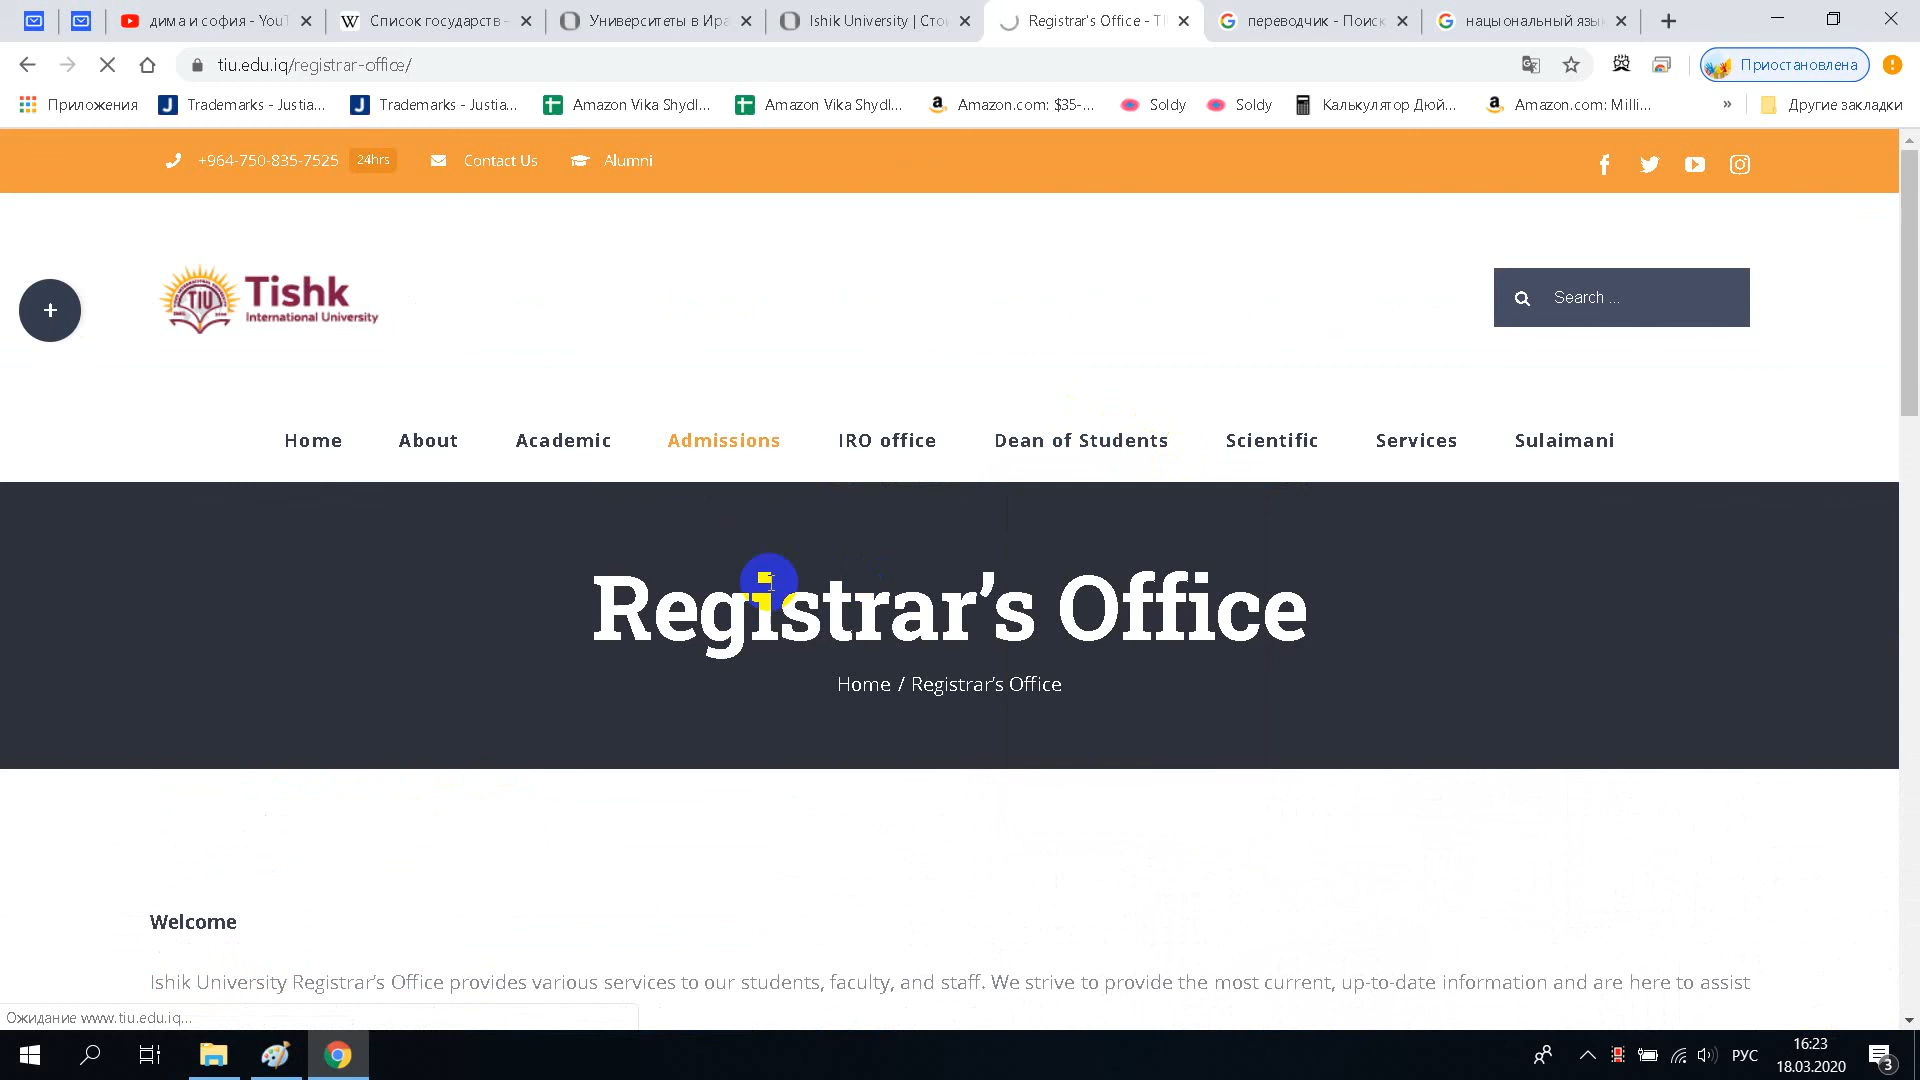 дима и София - YouT
Список государств -
Университеты в Ира
Ishik University | Стои
Registrar's Office - TI
переводчик - Поиск
нацыональный язы
tiu.edu.iq/registrar-office/
Приостановлена
Приложения
Trademarks - Justia...
Trademarks - Justia...
Amazon Vika Shydl...
Amazon Vika Shydl...
Amazon.com: $35-...
Soldy
Soldy
Калькулятор Дюй...
Amazon.com: Milli...
»
Другие закладки
+964-750-835-7525 24hrs
Contact Us
Alumni
TIU
Tishk
International University
Search ...
Home
About
Academic
Admissions
IRO office
Dean of Students
Scientific
Services
Sulaimani
Registrar’s Office
Home / Registrar’s Office
Welcome
Ishik University Registrar’s Office provides various services to our students, faculty, and staff. We strive to provide the most current, up-to-date information and are here to assist
Ожидание www.tiu.edu.iq...
РУС
16:23
18.03.2020
3